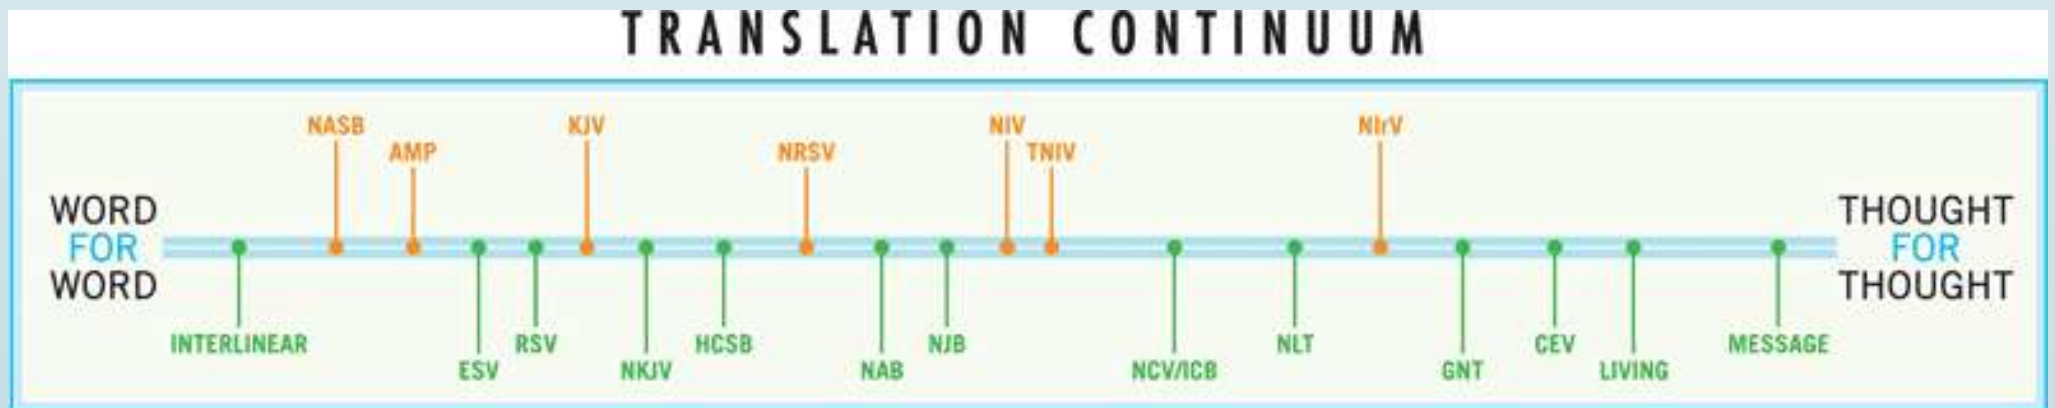 TRANSLATION CONTINUUM
NASB
KJV
NIV
NIrV
AMP
NRSV
TNIV
WORD
FOR
WORD
THOUGHT
FOR
THOUGHT
INTERLINEAR
RSV
HCSB
NJB
NLT
CEV
MESSAGE
ESV
NKJV
NAB
NCV/ICB
GNT
LIVING